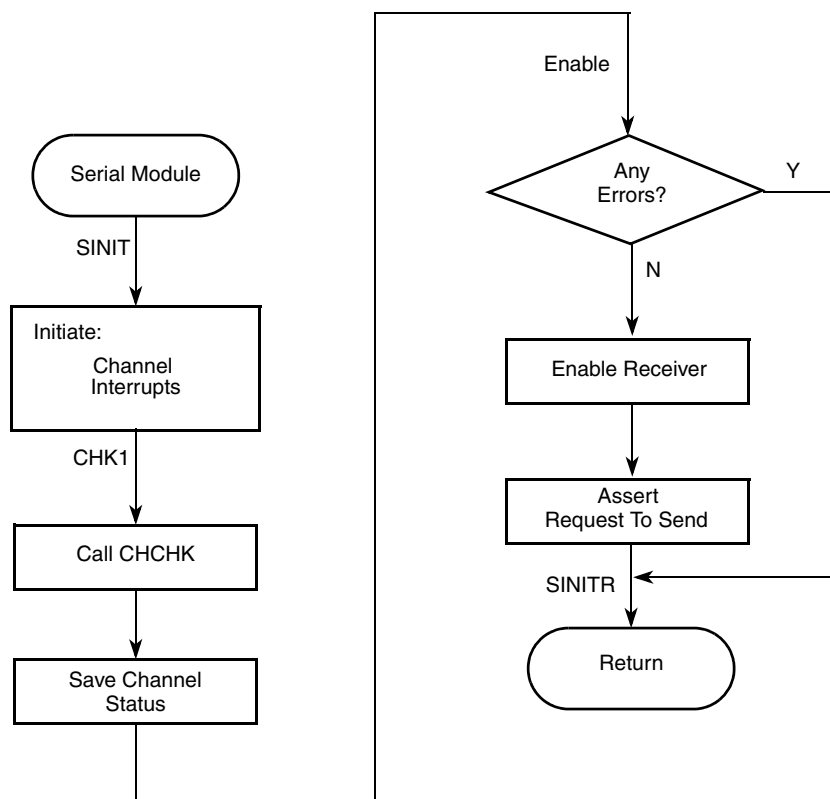 Serial Module
SINIT
Initiate:
Channel
Interrupts
CHK1
Call CHCHK
Save Channel
Status
Enable
Any
Errors?
Y
N
Enable Receiver
Assert
Request To Send
SINITR
Return